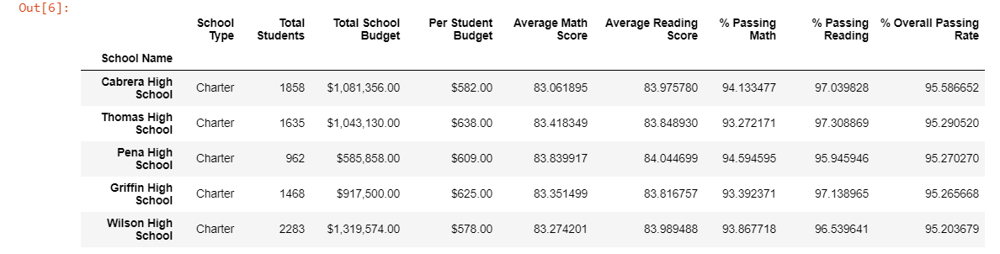 Out[6]:
School Type Total Students Total School Budget Per Student Budget Average Math Score Average Reading Score % Passing Math % Passing Reading % Overall Passing Rate
School Name
Cabrera High School Charter 1858 $1,081,356.00 $582.00 83.061895 83.975780 94.133477 97.039828 95.586652
Thomas High School Charter 1635 $1,043,130.00 $638.00 83.418349 83.848930 93.272171 97.308869 95.290520
Pena High School Charter 962 $585,858.00 $609.00 83.839917 84.044699 94.594595 95.945946 95.270270
Griffin High School Charter 1468 $917,500.00 $625.00 83.351499 83.816757 93.392371 97.138965 95.265668
Wilson High School Charter 2283 $1,319,574.00 $578.00 83.274201 83.989488 93.867718 96.539641 95.203679